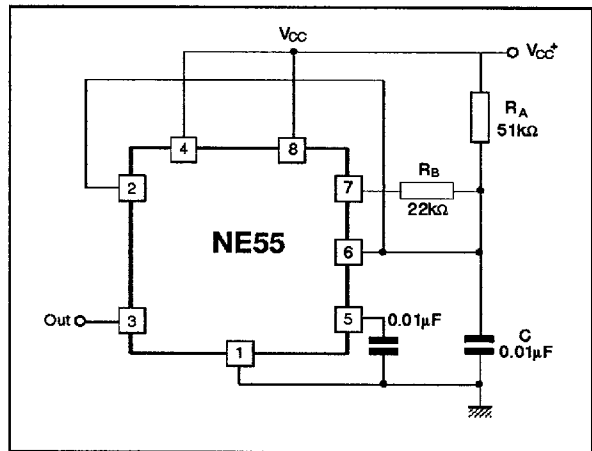 VCC
VCC+
RA
51kΩ
4
8
2
7
RB
22kΩ
NE55
6
Out
3
5
0.01μF
C
0.01μF
1